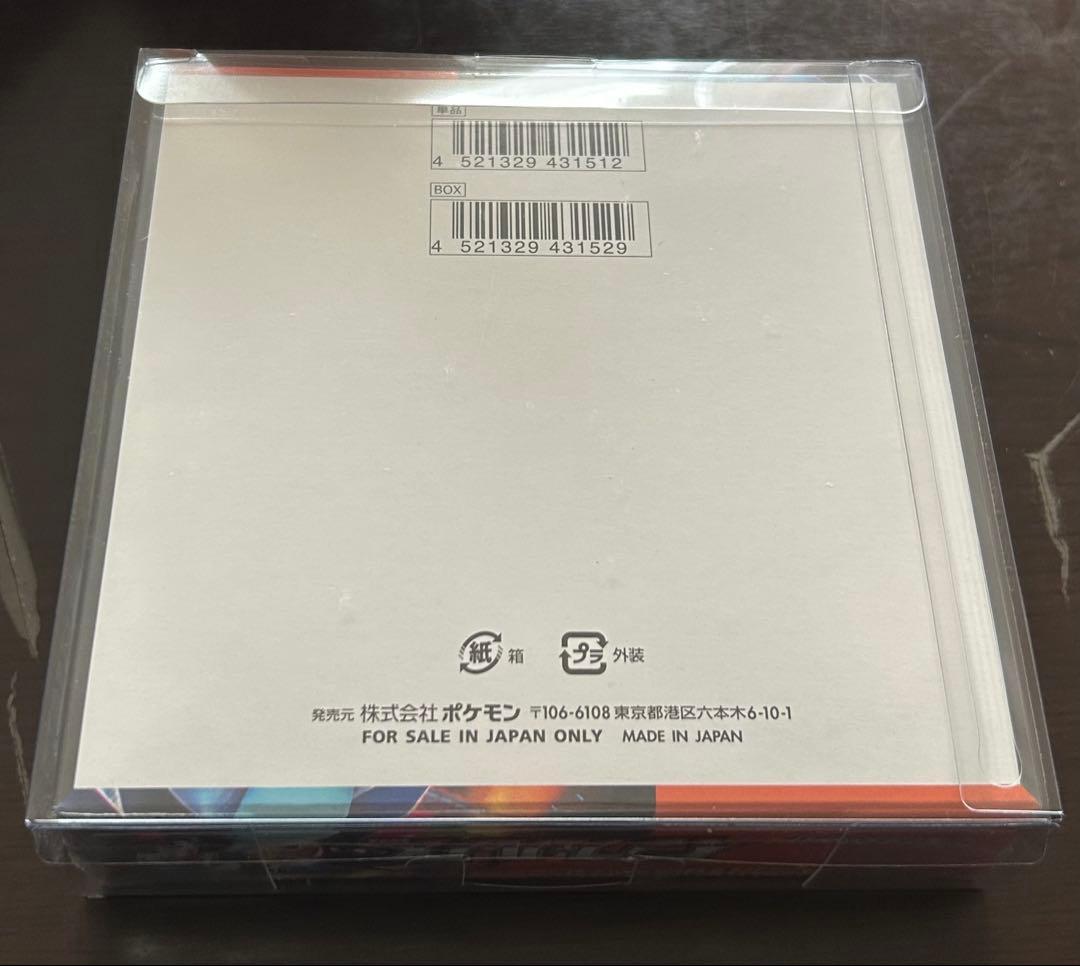 単品
4 521329 431512
BOX
4 521329 431529
紙 箱 プラ 外装
発売元 株式会社ポケモン 〒106-6108 東京都港区六本木6-10-1
FOR SALE IN JAPAN ONLY MADE IN JAPAN